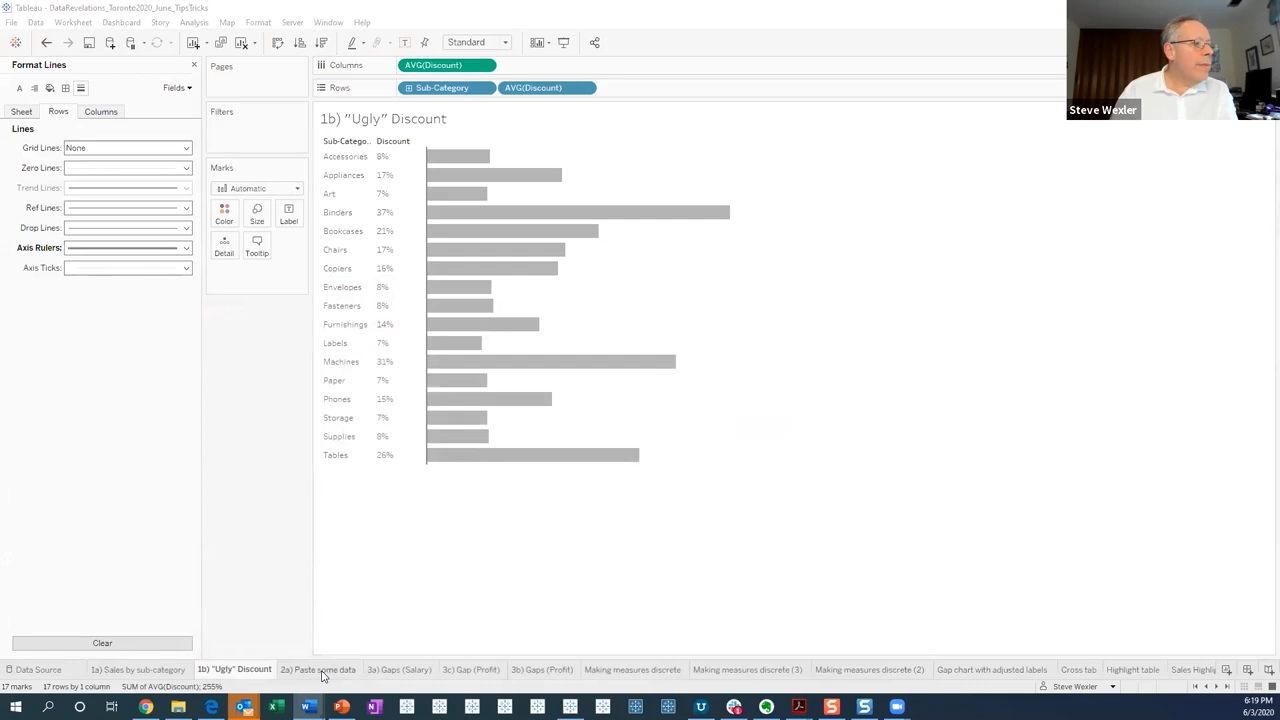 Tableau - DataRevelations_Toronto2020_June_TipsTricks
File Data Worksheet Dashboard Story Analysis Map Format Server Window Help
Standard
Format Lines
Fields
Sheet Rows Columns
Lines
Grid Lines: None
Zero Lines:
Trend Lines:
Ref Lines:
Drop Lines:
Axis Rulers:
Axis Ticks:
Clear
Pages
Filters
Marks
Automatic
Color Size Label
Detail Tooltip
Columns AVG(Discount)
Rows Sub-Category AVG(Discount)
1b) "Ugly" Discount
Sub-Catego.. Discount
Accessories 8%
Appliances 17%
Art 7%
Binders 37%
Bookcases 21%
Chairs 17%
Copiers 16%
Envelopes 8%
Fasteners 8%
Furnishings 14%
Labels 7%
Machines 31%
Paper 7%
Phones 15%
Storage 7%
Supplies 8%
Tables 26%
Steve Wexler
Data Source 1a) Sales by sub-category 1b) "Ugly" Discount 2a) Paste some data 3a) Gaps (Salary) 3c) Gap (Profit) 3b) Gaps (Profit) Making measures discrete Making measures discrete (3) Making measures discrete (2) Gap chart with adjusted labels Cross tab Highlight table Sales Highlig
17 marks 17 rows by 1 column SUM of AVG(Discount): 255% Steve Wexler
6:19 PM
6/3/2020